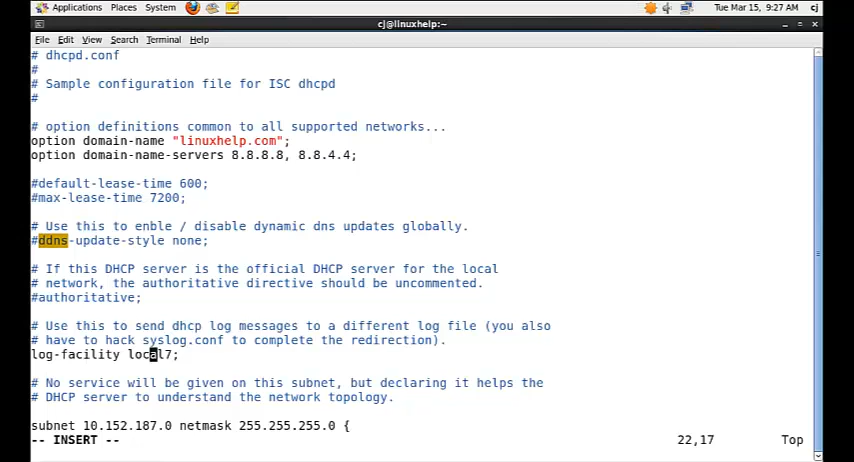 Applications Places System Tue Mar 15, 9:27 AM cj
cj@linuxhelp:~
File Edit View Search Terminal Help
# dhcpd.conf
#
# Sample configuration file for ISC dhcpd
#
# option definitions common to all supported networks...
option domain-name "linuxhelp.com";
option domain-name-servers 8.8.8.8, 8.8.4.4;
#default-lease-time 600;
#max-lease-time 7200;
# Use this to enble / disable dynamic dns updates globally.
#ddns-update-style none;
# If this DHCP server is the official DHCP server for the local
# network, the authoritative directive should be uncommented.
#authoritative;
# Use this to send dhcp log messages to a different log file (you also
# have to hack syslog.conf to complete the redirection).
log-facility local7;
# No service will be given on this subnet, but declaring it helps the
# DHCP server to understand the network topology.
subnet 10.152.187.0 netmask 255.255.255.0 {
-- INSERT -- 22,17 Top